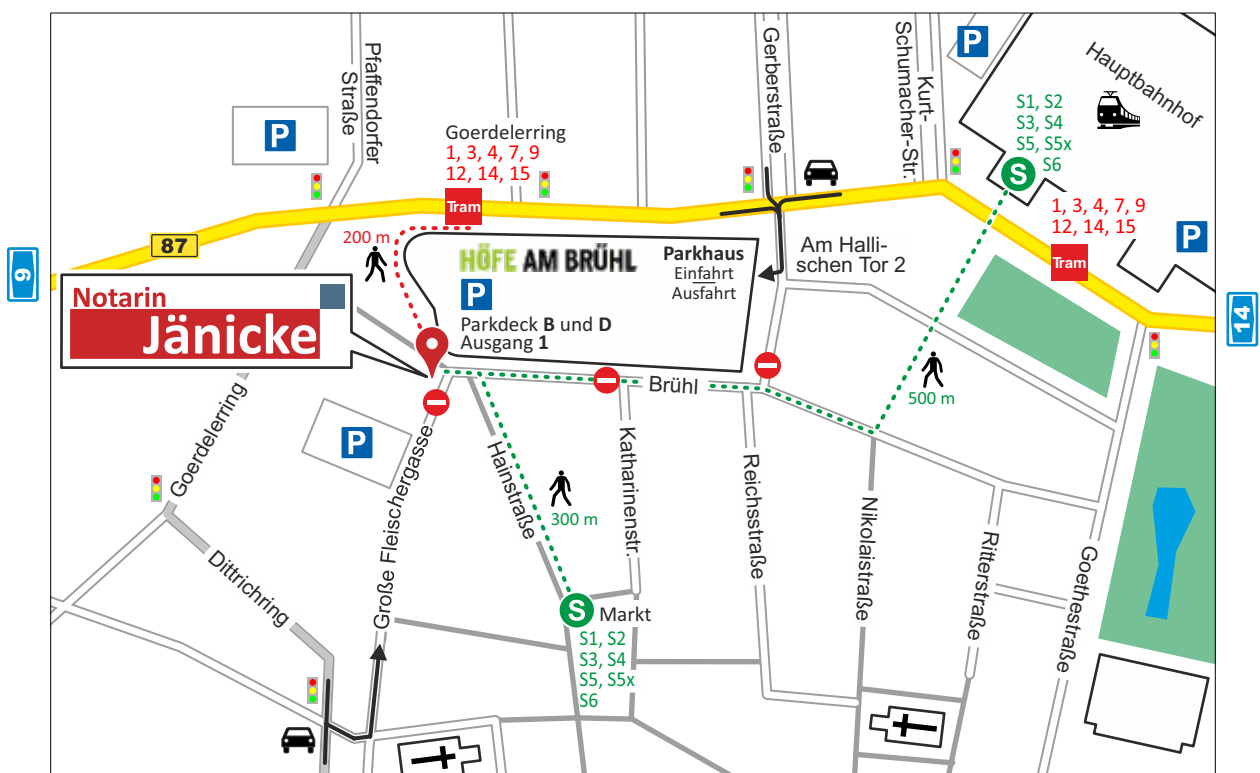 Pfaffendorfer
Straße
Gerberstraße
Kurt-
Schumacher-Str.
P
Hauptbahnhof
S1, S2
S3, S4
S5, S5x
S6
S
P
Goerdelerring
1, 3, 4, 7, 9
12, 14, 15
Tram
1, 3, 4, 7, 9
12, 14, 15
Tram
P
87
9
14
200 m
HÖFE AM BRÜHL
Parkhaus
Einfahrt
Ausfahrt
Am Halli-
schen Tor 2
P
Parkdeck B und D
Ausgang 1
Notarin
Jänicke
Brühl
500 m
P
Goerdelerring
Große Fleischergasse
Hainstraße
Katharinenstr.
Reichsstraße
Nikolaistraße
Ritterstraße
Goethestraße
300 m
Dittrichring
S
Markt
S1, S2
S3, S4
S5, S5x
S6